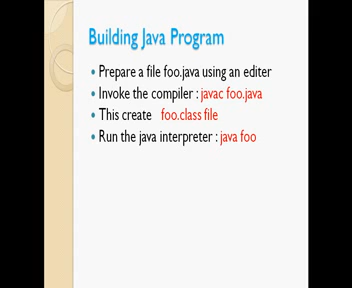 Building Java Program
• Prepare a file foo.java using an editer
• Invoke the compiler : javac foo.java
• This create foo.class file
• Run the java interpreter : java foo